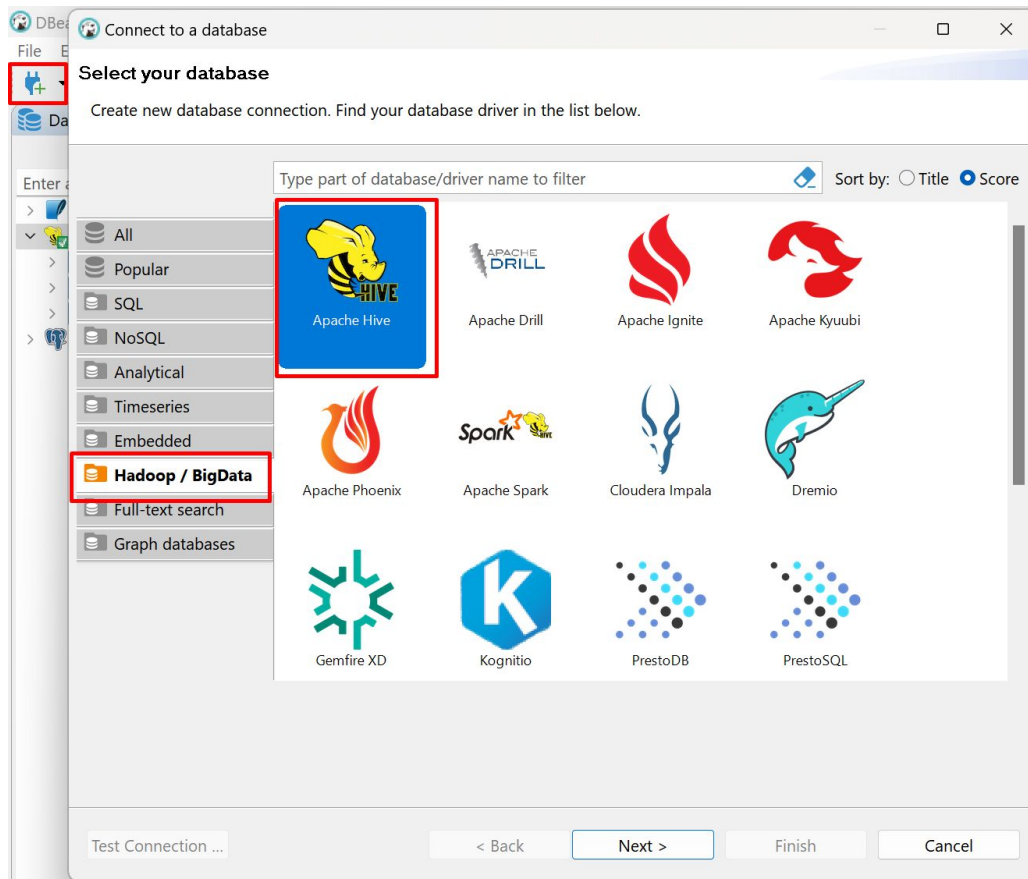 DBea
Connect to a database
File E
Select your database
Create new database connection. Find your database driver in the list below.
Da
Enter a
Type part of database/driver name to filter
Sort by: Title Score
All
Popular
SQL
NoSQL
Analytical
Timeseries
Embedded
Hadoop / BigData
Full-text search
Graph databases
HIVE
Apache Hive
APACHE
DRILL
Apache Drill
Apache Ignite
Apache Kyuubi
Apache Phoenix
Spark HIVE
Apache Spark
Cloudera Impala
Dremio
Gemfire XD
K
Kognitio
PrestoDB
PrestoSQL
Test Connection ...
< Back
Next >
Finish
Cancel